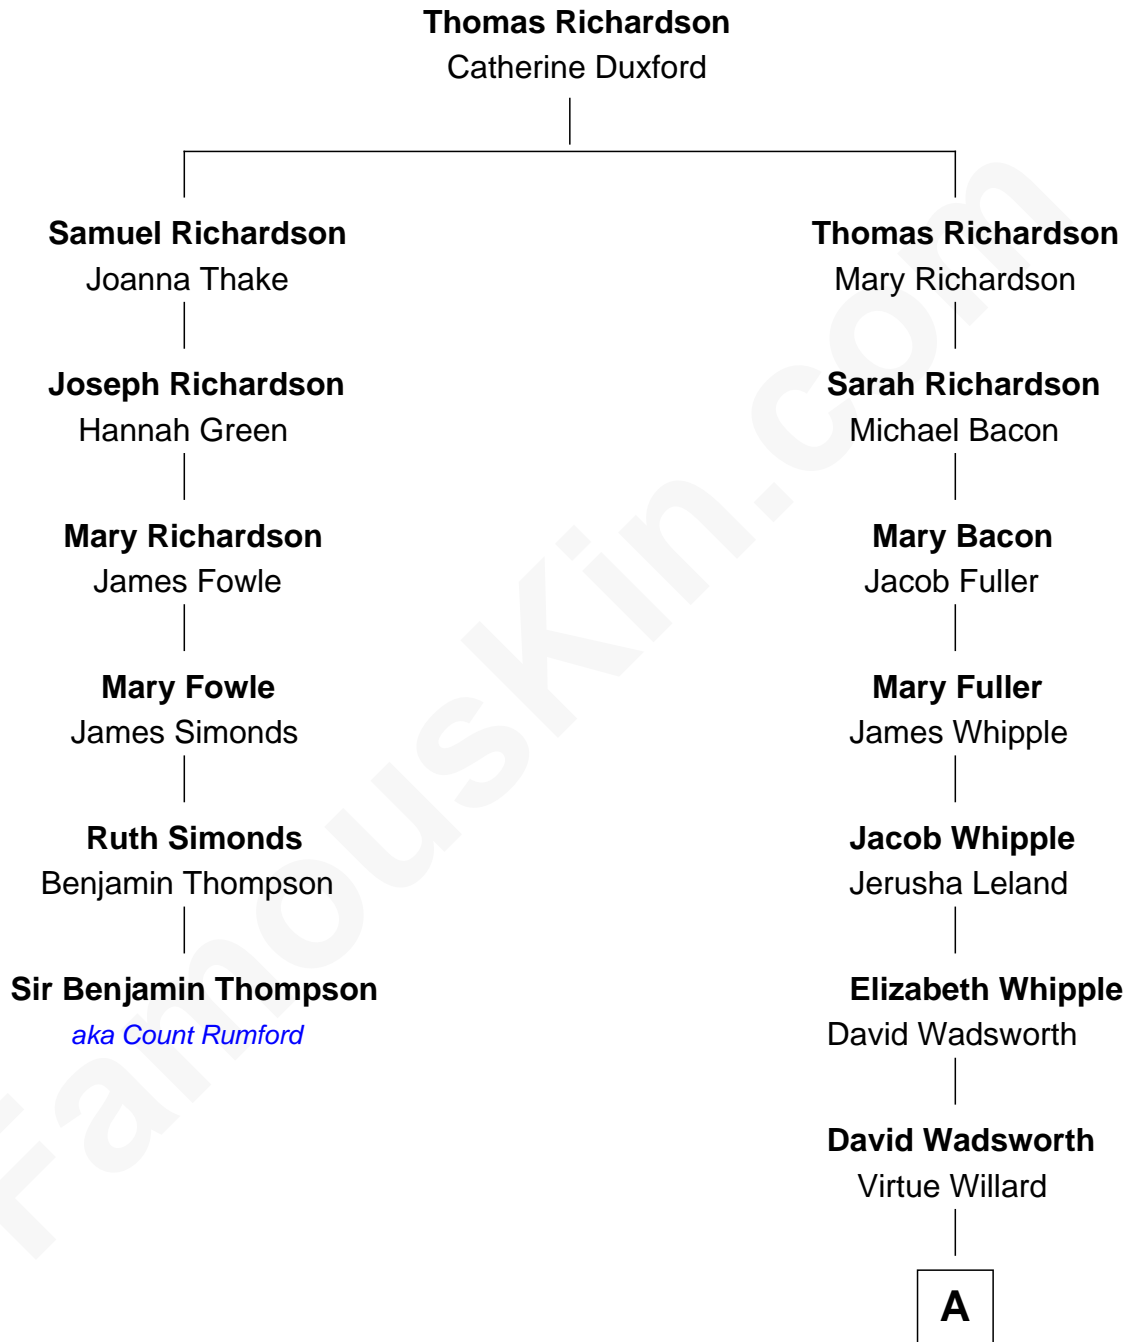 Thomas Richardson
Catherine Duxford
Samuel Richardson
Joanna Thake
Joseph Richardson
Hannah Green
Mary Richardson
James Fowle
Mary Fowle
James Simonds
Ruth Simonds
Benjamin Thompson
Sir Benjamin Thompson
aka Count Rumford
Thomas Richardson
Mary Richardson
Sarah Richardson
Michael Bacon
Mary Bacon
Jacob Fuller
Mary Fuller
James Whipple
Jacob Whipple
Jerusha Leland
Elizabeth Whipple
David Wadsworth
David Wadsworth
Virtue Willard
A
FamousKin.com